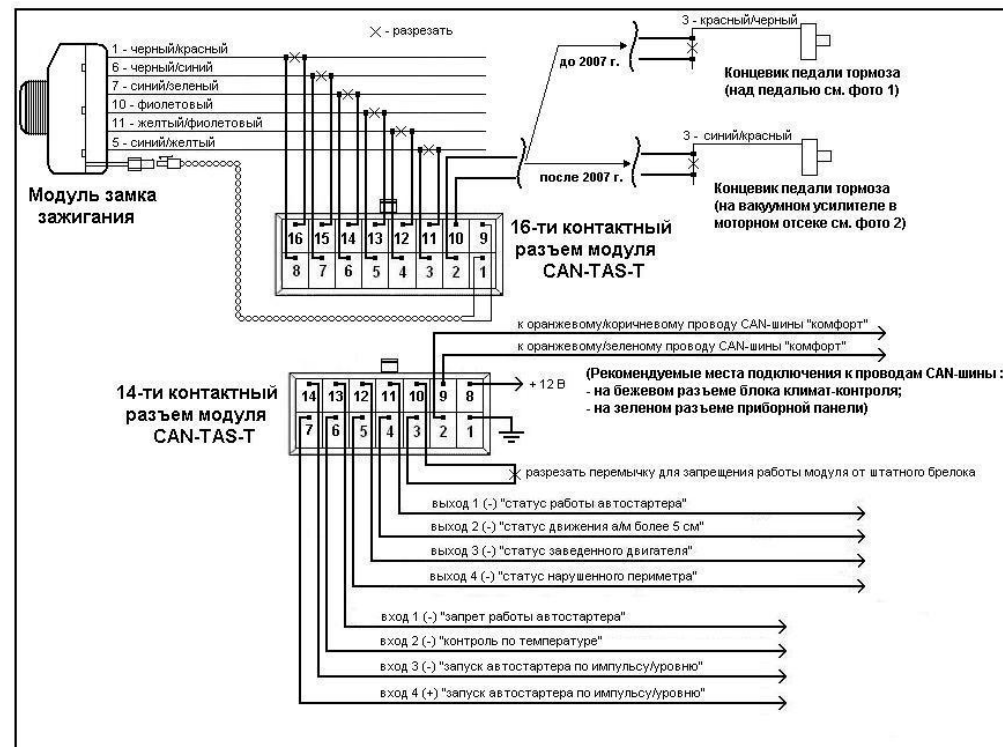 ✕ - разрезать
1 - черный/красный
6 - черный/синий
7 - синий/зеленый
10 - фиолетовый
11 - желтый/фиолетовый
5 - синий/желтый
Модуль замка
зажигания
3 - красный/черный
до 2007 г.
Концевик педали тормоза
(над педалью см. фото 1)
3 - синий/красный
после 2007 г.
Концевик педали тормоза
(на вакуумном усилителе в
моторном отсеке см. фото 2)
16 15 14 13 12 11 10 9
8 7 6 5 4 3 2 1
16-ти контактный
разъем модуля
CAN-TAS-T
к оранжевому/коричневому проводу CAN-шины "комфорт"
к оранжевому/зеленому проводу CAN-шины "комфорт"
(Рекомендуемые места подключения к проводам CAN-шины :
- на бежевом разъеме блока климат-контроля;
- на зеленом разъеме приборной панели)
+ 12 В
14-ти контактный
разъем модуля
CAN-TAS-T
14 13 12 11 10 9 8
7 6 5 4 3 2 1
разрезать перемычку для запрещения работы модуля от штатного брелока
выход 1 (-) "статус работы автостартера"
выход 2 (-) "статус движения а/м более 5 см"
выход 3 (-) "статус заведенного двигателя"
выход 4 (-) "статус нарушенного периметра"
вход 1 (-) "запрет работы автостартера"
вход 2 (-) "контроль по температуре"
вход 3 (-) "запуск автостартера по импульсу/уровню"
вход 4 (+) "запуск автостартера по импульсу/уровню"